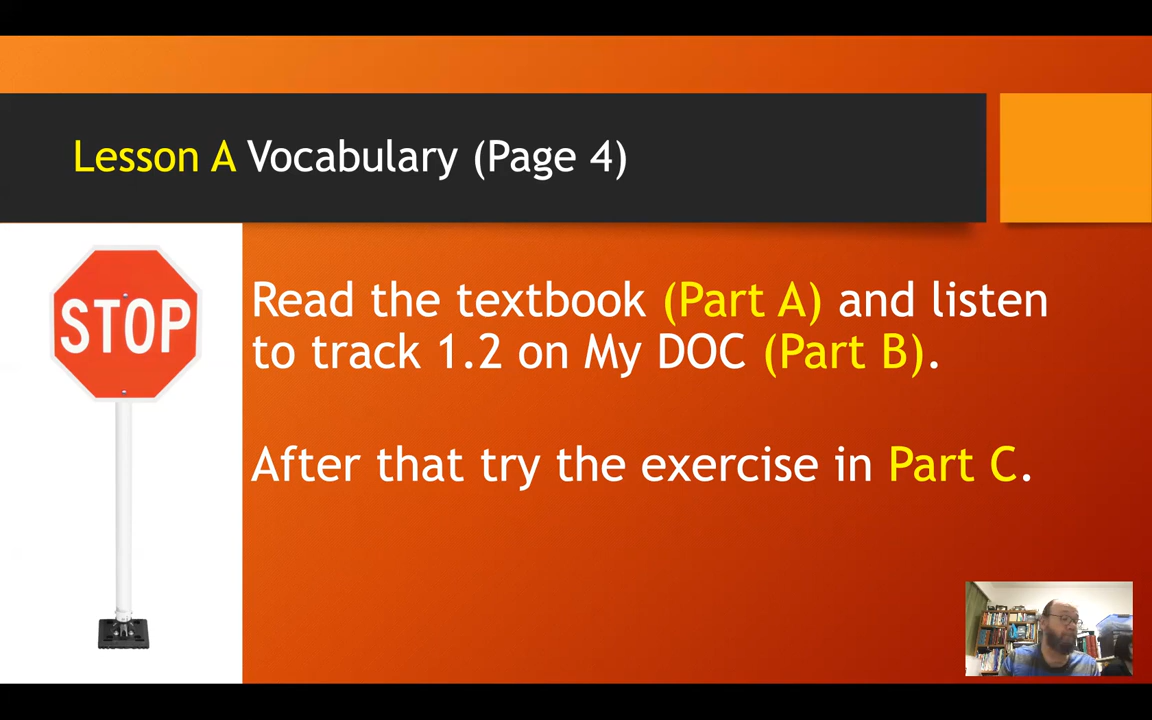 Lesson A Vocabulary (Page 4)
STOP
Read the textbook (Part A) and listen
to track 1.2 on My DOC (Part B).
After that try the exercise in Part C.